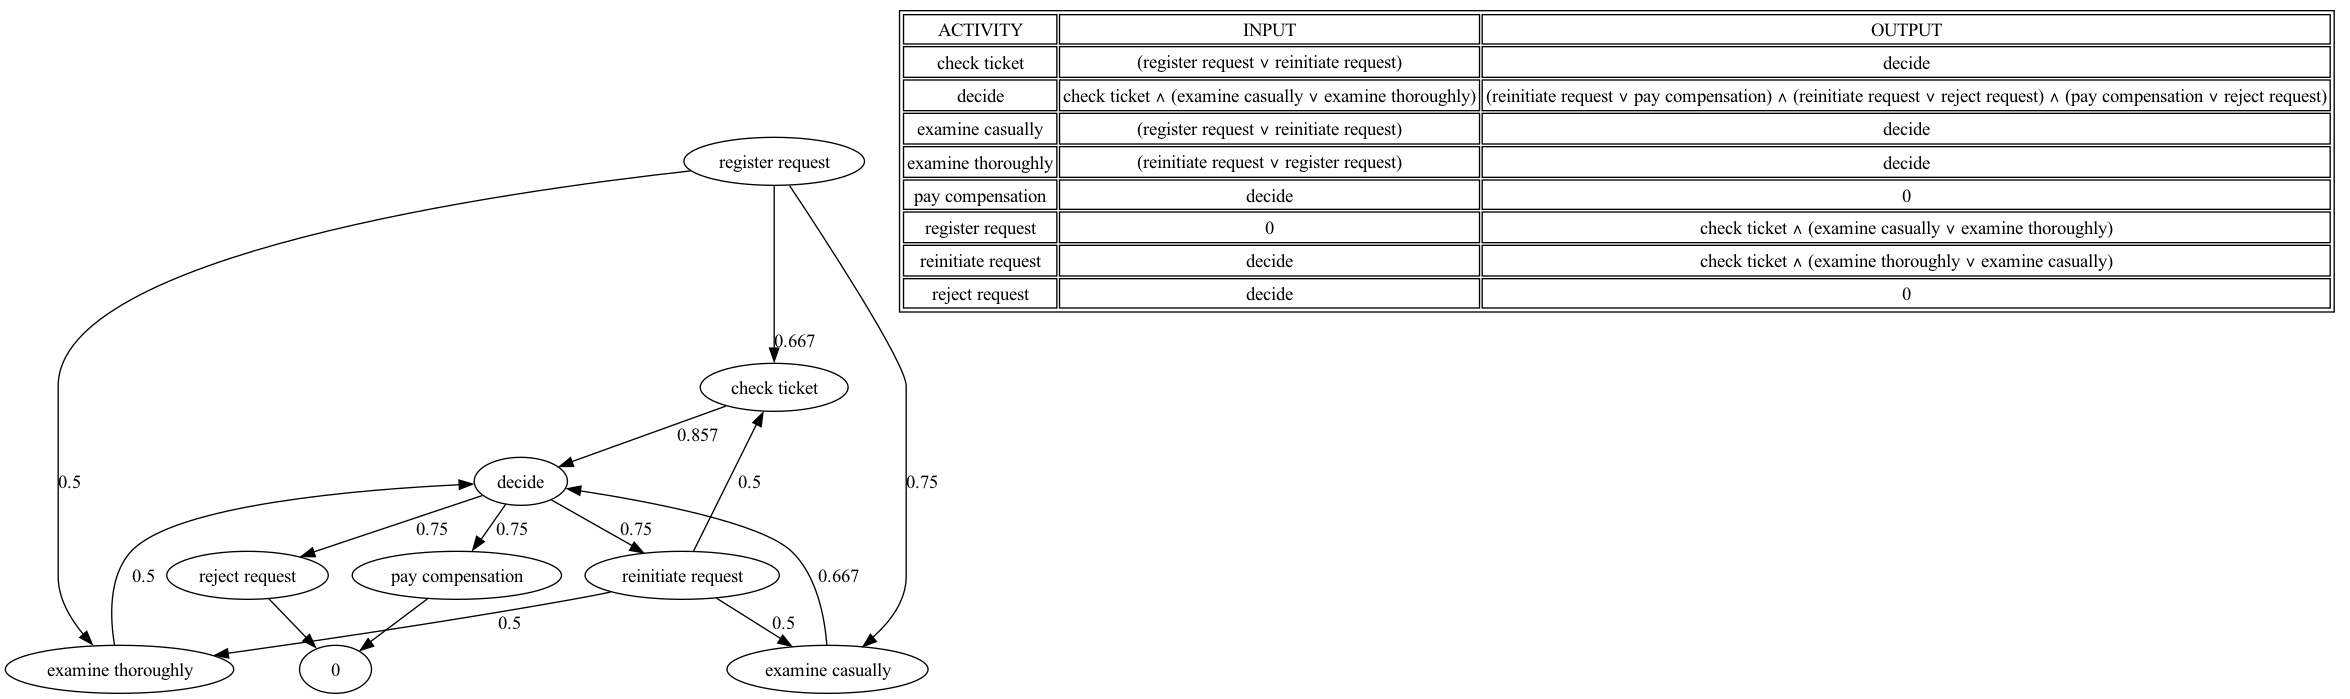 ACTIVITY INPUT OUTPUT
check ticket (register request ∨ reinitiate request) decide
decide check ticket ∧ (examine casually ∨ examine thoroughly) (reinitiate request ∨ pay compensation) ∧ (reinitiate request ∨ reject request) ∧ (pay compensation ∨ reject request)
examine casually (register request ∨ reinitiate request) decide
examine thoroughly (reinitiate request ∨ register request) decide
pay compensation decide 0
register request 0 check ticket ∧ (examine casually ∨ examine thoroughly)
reinitiate request decide check ticket ∧ (examine thoroughly ∨ examine casually)
reject request decide 0
register request
0.667
check ticket
0.857
0.5
decide
0.5
0.75
0.75
0.75
0.75
0.5
reject request
pay compensation
reinitiate request
0.667
0.5
0.5
examine thoroughly
0
examine casually